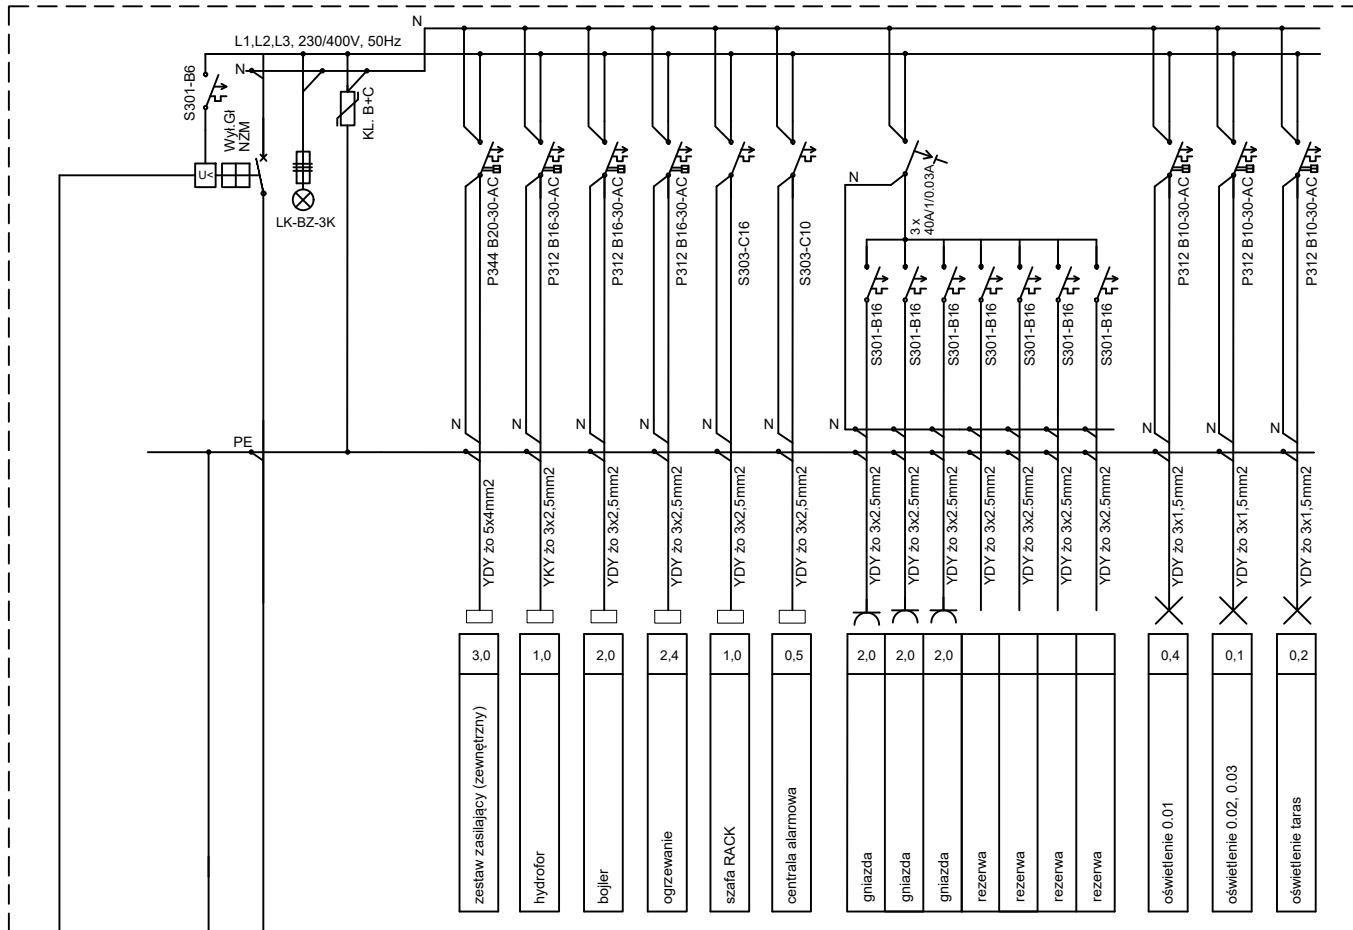 N
L1,L2,L3, 230/400V, 50Hz
N
S301-B6
Wył.Gł
NZM
U<
KL. B+C
LK-BZ-3K
PE
P344 B20-30-AC
P312 B16-30-AC
P312 B16-30-AC
P312 B16-30-AC
S303-C16
S303-C10
N
3 x
40A/1/0.03A
S301-B16
S301-B16
S301-B16
S301-B16
S301-B16
S301-B16
S301-B16
P312 B10-30-AC
P312 B10-30-AC
P312 B10-30-AC
N
N
N
N
N
N
N
N
N
N
YDY żo 5x4mm2
YKY żo 3x2,5mm2
YDY żo 3x2,5mm2
YDY żo 3x2,5mm2
YDY żo 3x2,5mm2
YDY żo 3x2,5mm2
YDY żo 3x2.5mm2
YDY żo 3x2.5mm2
YDY żo 3x2.5mm2
YDY żo 3x2.5mm2
YDY żo 3x2.5mm2
YDY żo 3x2.5mm2
YDY żo 3x2.5mm2
YDY żo 3x1,5mm2
YDY żo 3x1,5mm2
YDY żo 3x1,5mm2
3,0
1,0
2,0
2,4
1,0
0,5
2,0
2,0
2,0
0,4
0,1
0,2
zestaw zasilający (zewnętrzny)
hydrofor
bojler
ogrzewanie
szafa RACK
centrala alarmowa
gniazda
gniazda
gniazda
rezerwa
rezerwa
rezerwa
rezerwa
oświetlenie 0.01
oświetlenie 0.02, 0.03
oświetlenie taras